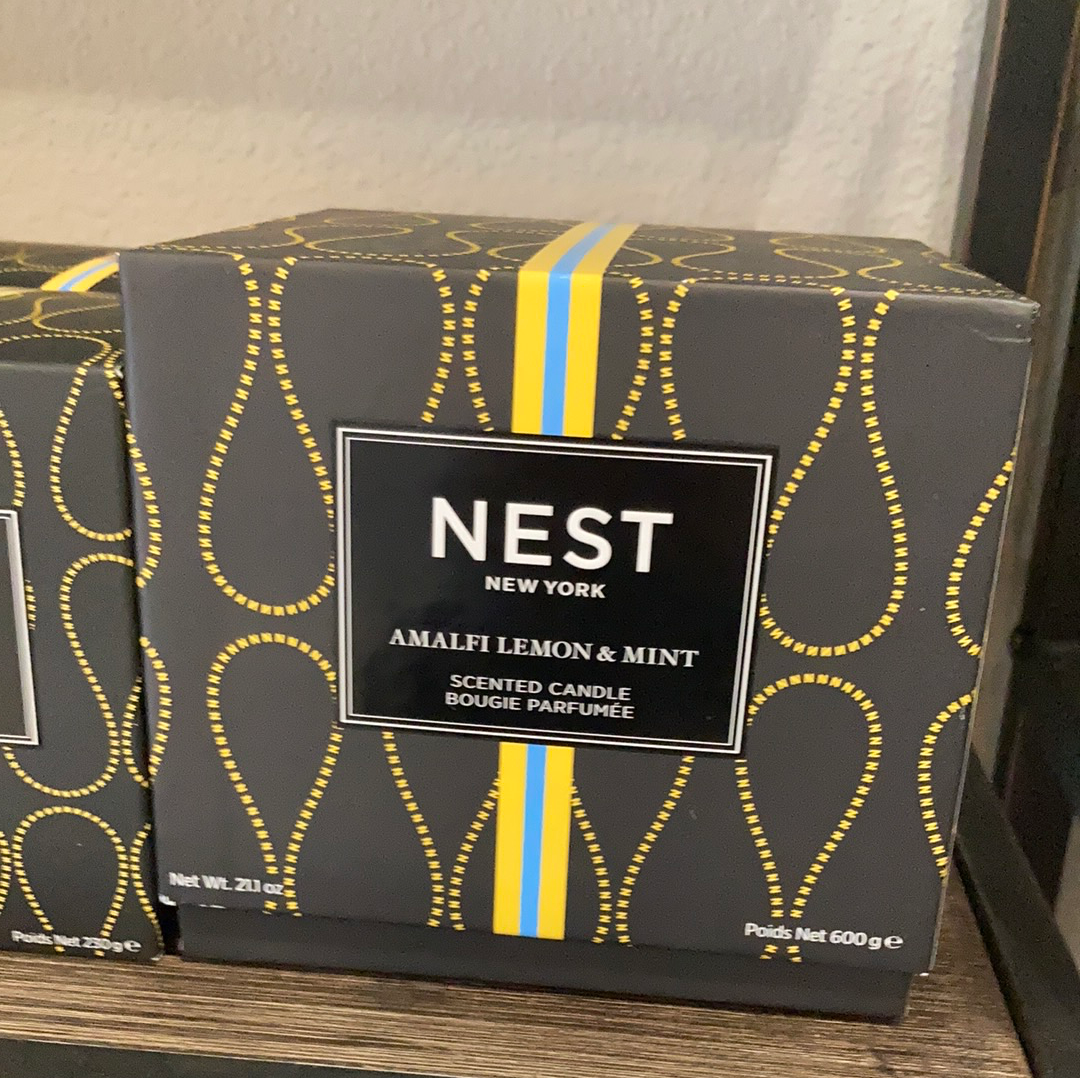 NEST
NEW YORK
AMALFI LEMON & MINT
SCENTED CANDLE
BOUGIE PARFUMÉE
Net Wt. 21.1 oz
Poids Net 600 g e
Poids Net 230 g e